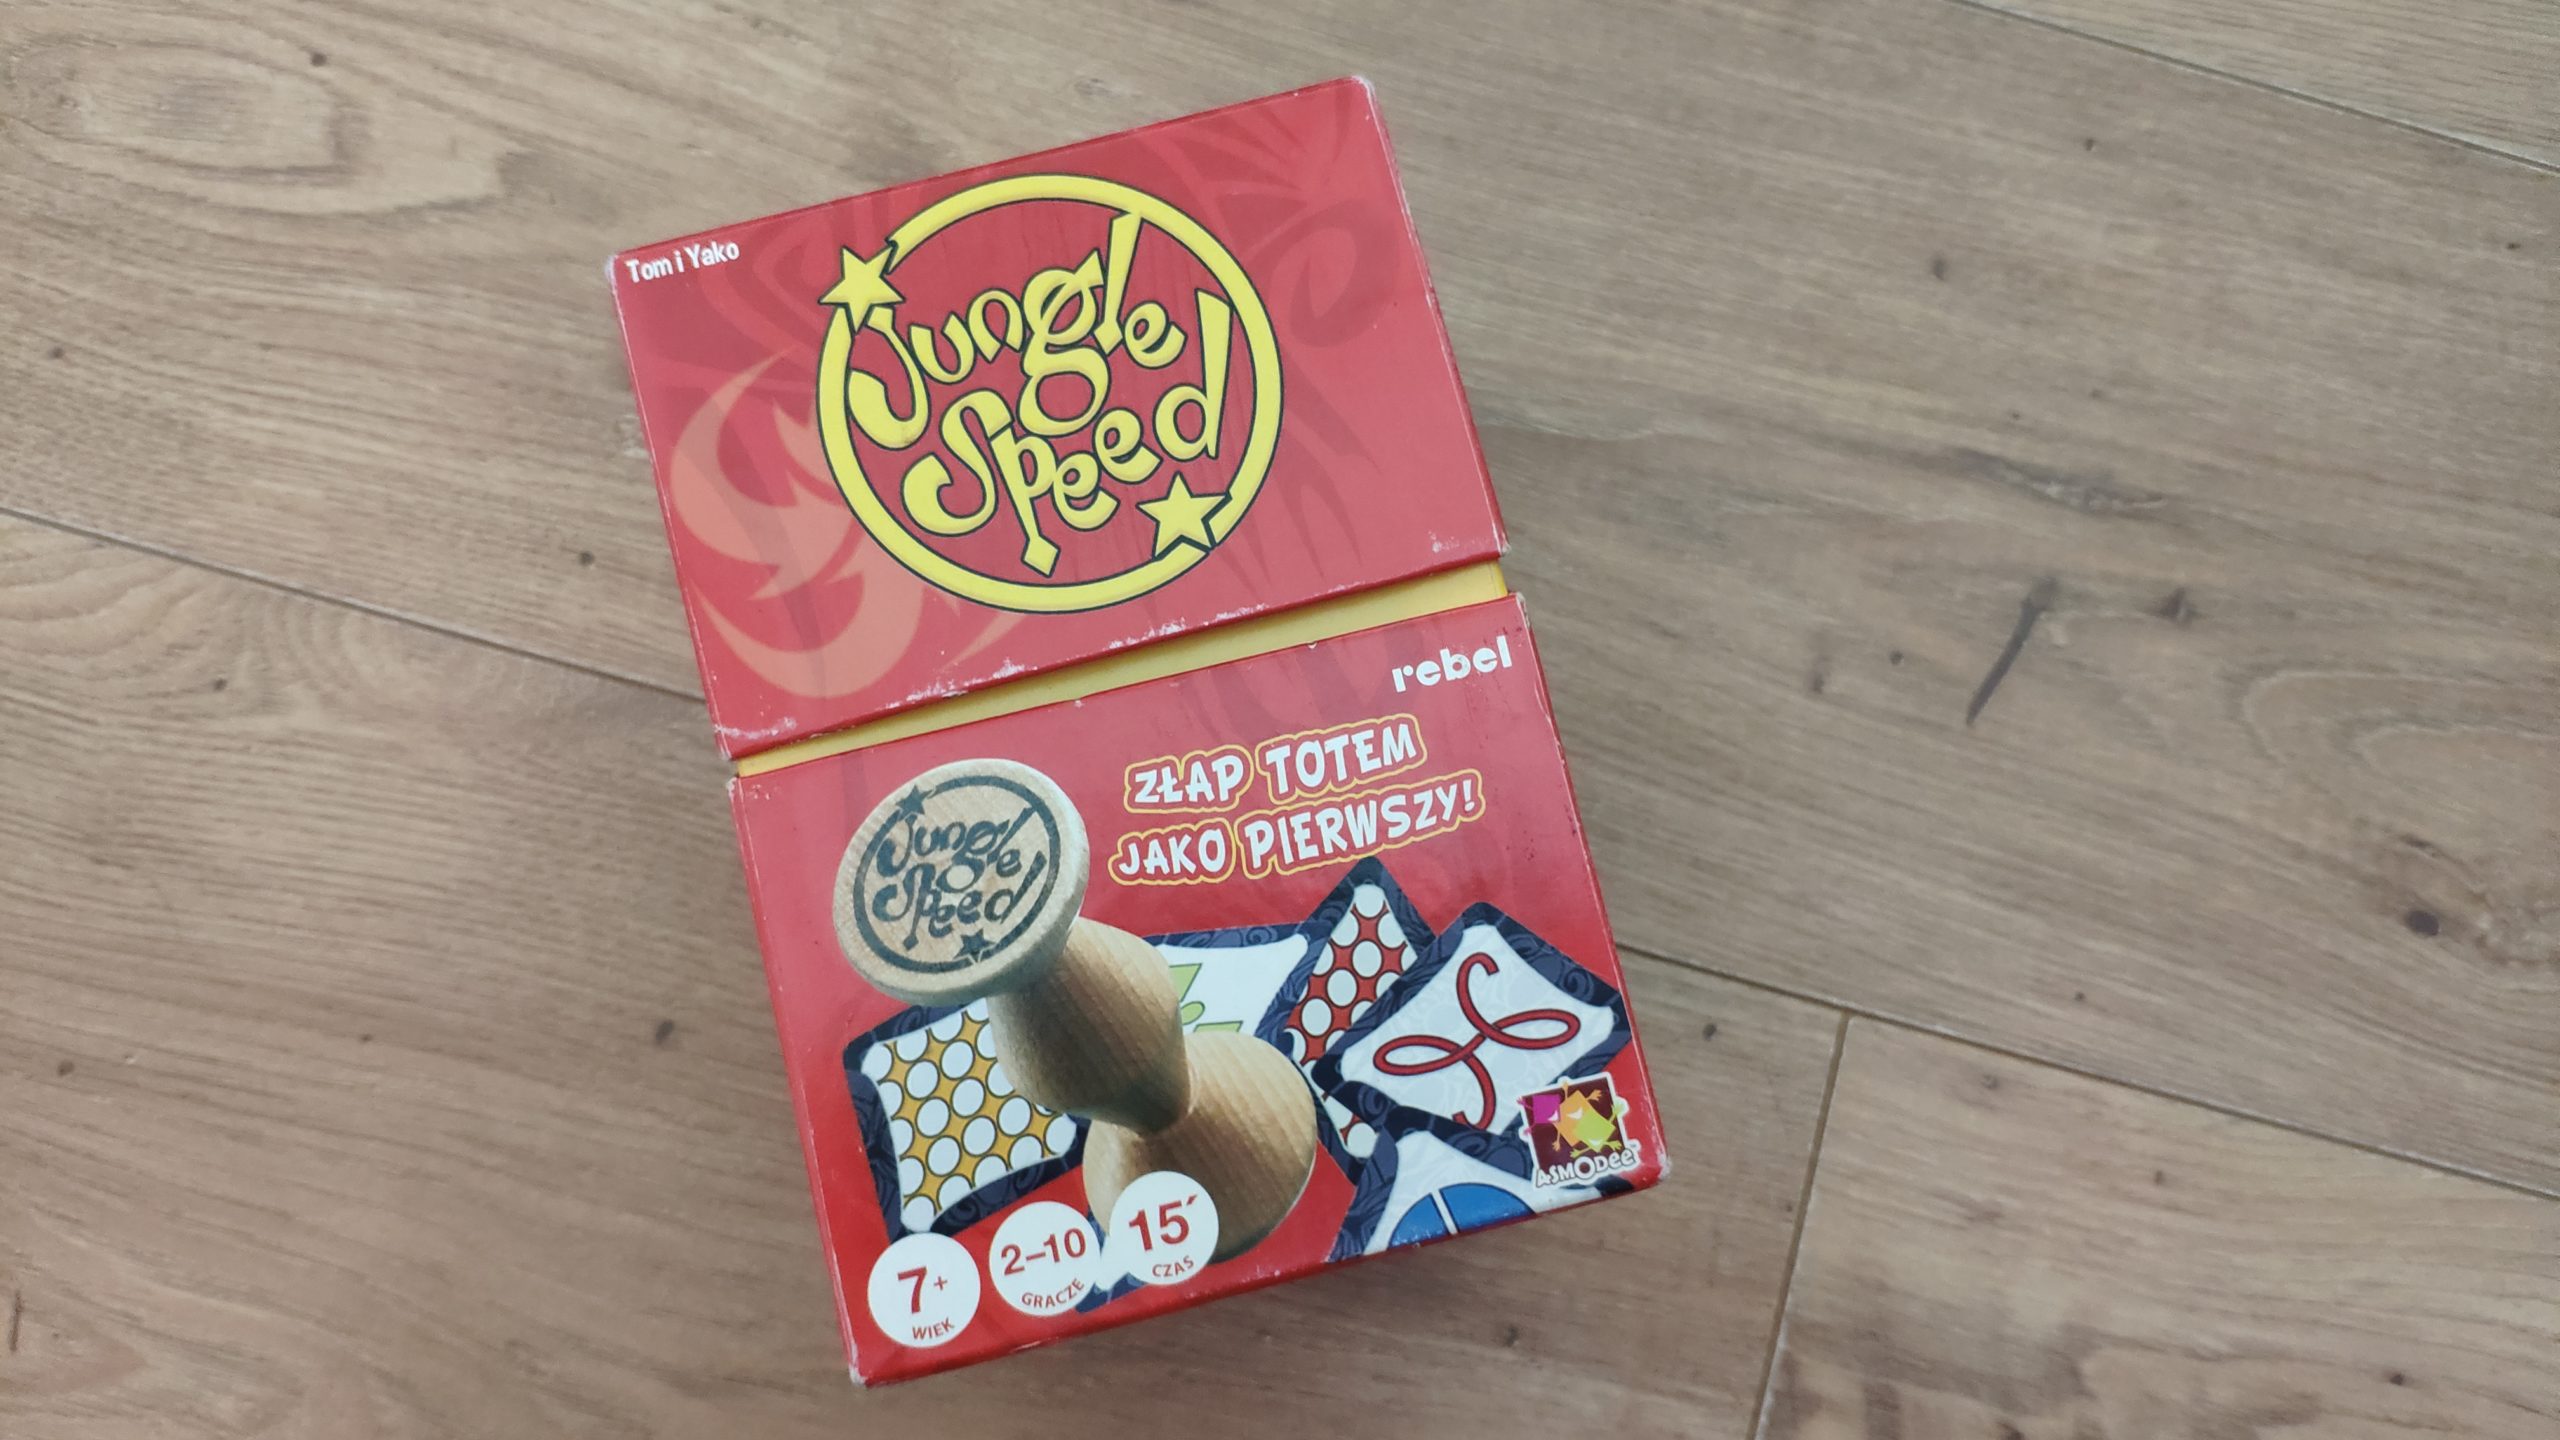 Tom i Yako
Jungle
Speed
rebel
ZŁAP TOTEM
JAKO PIERWSZY!
Jungle
Speed
ASMODee
7+
WIEK
2–10
GRACZE
15´
CZAS